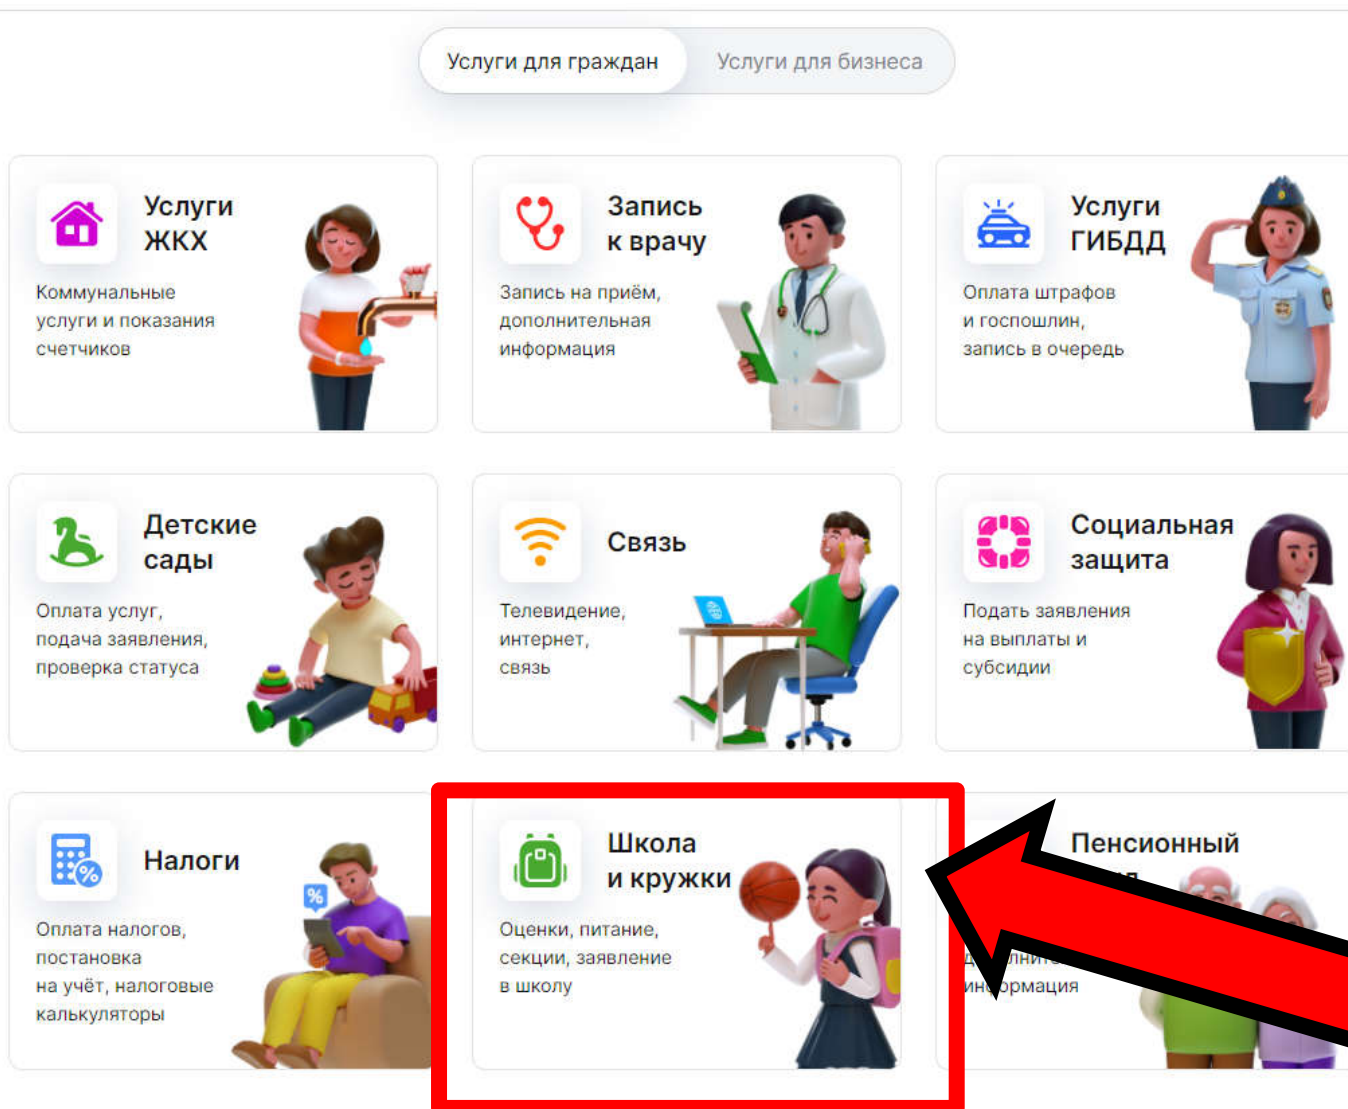 Услуги для граждан
Услуги для бизнеса
Услуги
ЖКХ
Коммунальные
услуги и показания
счетчиков
Запись
к врачу
Запись на приём,
дополнительная
информация
Услуги
ГИБДД
Оплата штрафов
и госпошлин,
запись в очередь
Детские
сады
Оплата услуг,
подача заявления,
проверка статуса
Связь
Телевидение,
интернет,
связь
Социальная
защита
Подать заявления
на выплаты и
субсидии
Налоги
Оплата налогов,
постановка
на учёт, налоговые
калькуляторы
Школа
и кружки
Оценки, питание,
секции, заявление
в школу
Пенсионный
информация